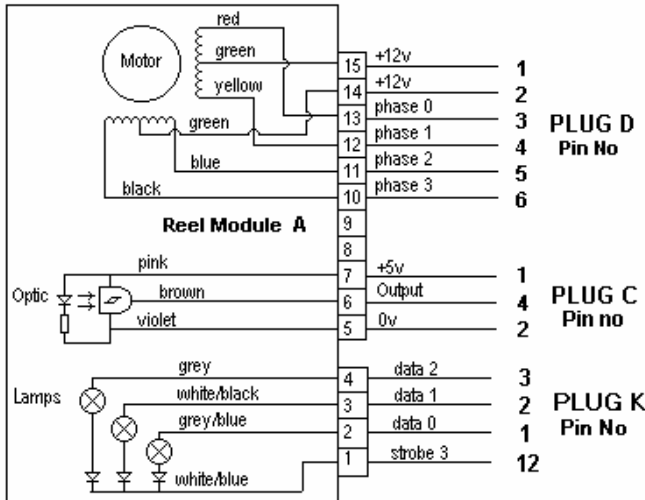 red
Motor
green
yellow
green
blue
black
15 +12v 1
14 +12v 2
13 phase 0 3
12 phase 1 4
11 phase 2 5
10 phase 3 6
PLUG D
Pin No
9
8
Reel Module A
pink
Optic
brown
violet
7 +5v 1
6 Output 4
5 0v 2
PLUG C
Pin no
Lamps
grey
white/black
grey/blue
white/blue
4 data 2 3
3 data 1 2
2 data 0 1
1 strobe 3 12
PLUG K
Pin No